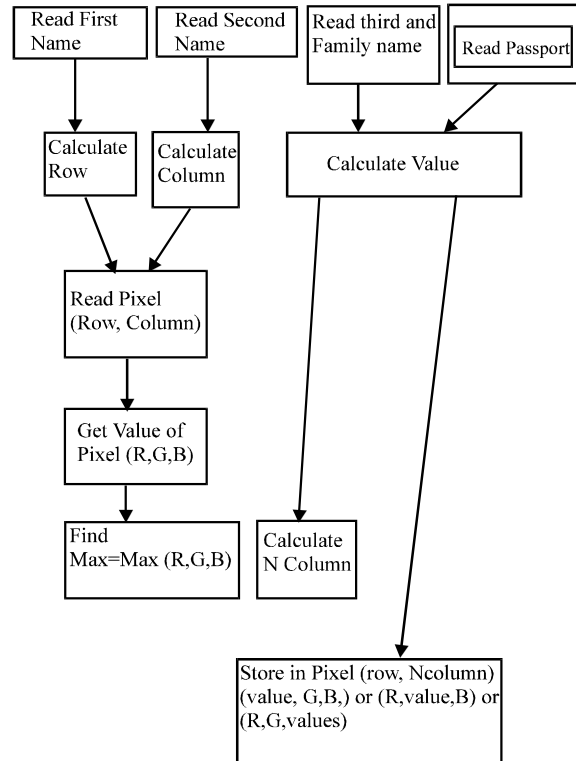 Read First
Name
Read Second
Name
Read third and
Family name
Read Passport
Calculate
Row
Calculate
Column
Calculate Value
Read Pixel
(Row, Column)
Get Value of
Pixel (R,G,B)
Find
Max=Max (R,G,B)
Calculate
N Column
Store in Pixel (row, Ncolumn)
(value, G,B,) or (R,value,B) or
(R,G,values)